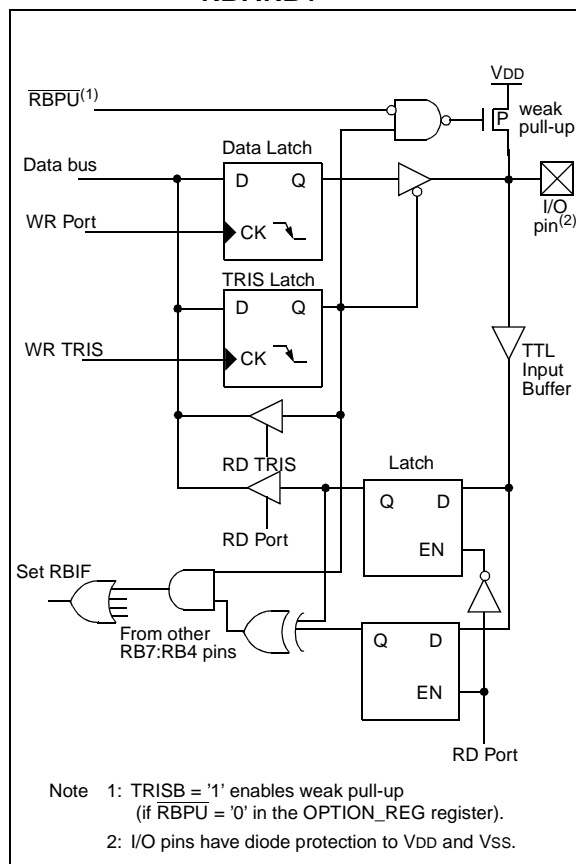 RBPU(1)
VDD
P
weak
pull-up
Data Latch
Data bus
D Q
WR Port
CK
I/O
pin(2)
TRIS Latch
D Q
WR TRIS
CK
TTL
Input
Buffer
RD TRIS
Latch
Q D
RD Port
EN
Set RBIF
From other
RB7:RB4 pins
Q D
EN
RD Port
Note 1: TRISB = '1' enables weak pull-up
(if RBPU = '0' in the OPTION_REG register).
2: I/O pins have diode protection to VDD and VSS.